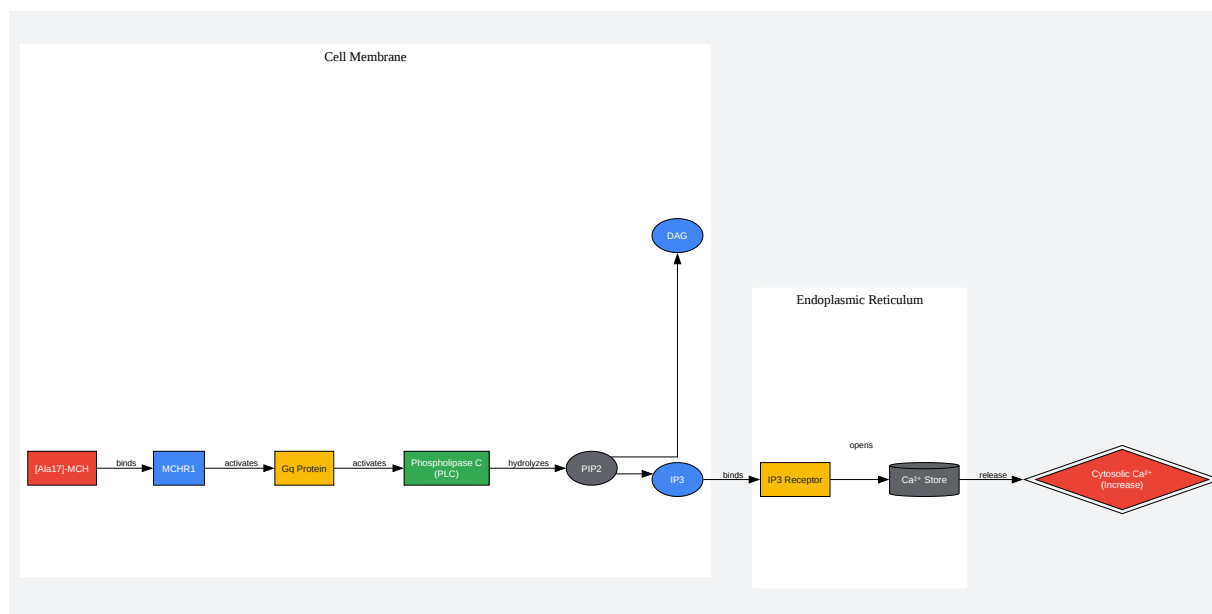 Cell Membrane
DAG
Endoplasmic Reticulum
opens
[Ala17]-MCH
binds
MCHR1
activates
Gq Protein
activates
Phospholipase C
(PLC)
hydrolyzes
PIP2
IP3
binds
IP3 Receptor
Ca²⁺ Store
release
Cytosolic Ca²⁺
(Increase)